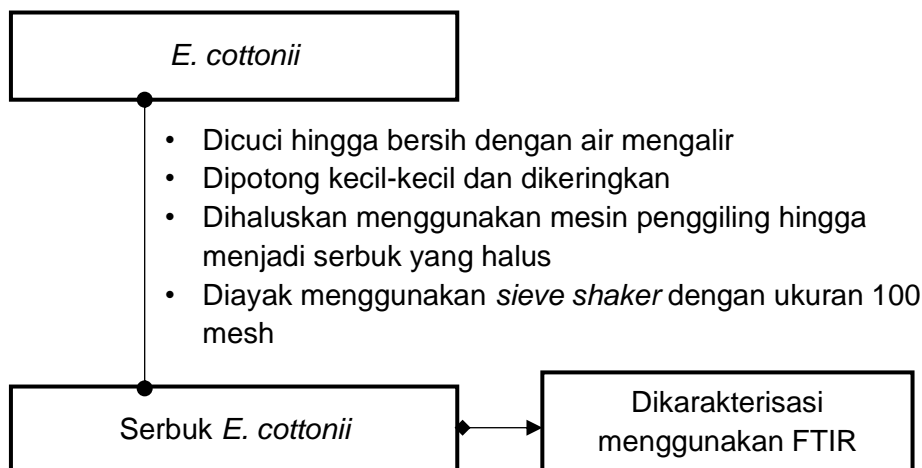 E. cottonii
• Dicuci hingga bersih dengan air mengalir
• Dipotong kecil-kecil dan dikeringkan
• Dihaluskan menggunakan mesin penggiling hingga
menjadi serbuk yang halus
• Diayak menggunakan sieve shaker dengan ukuran 100
mesh
Serbuk E. cottonii
Dikarakterisasi
menggunakan FTIR